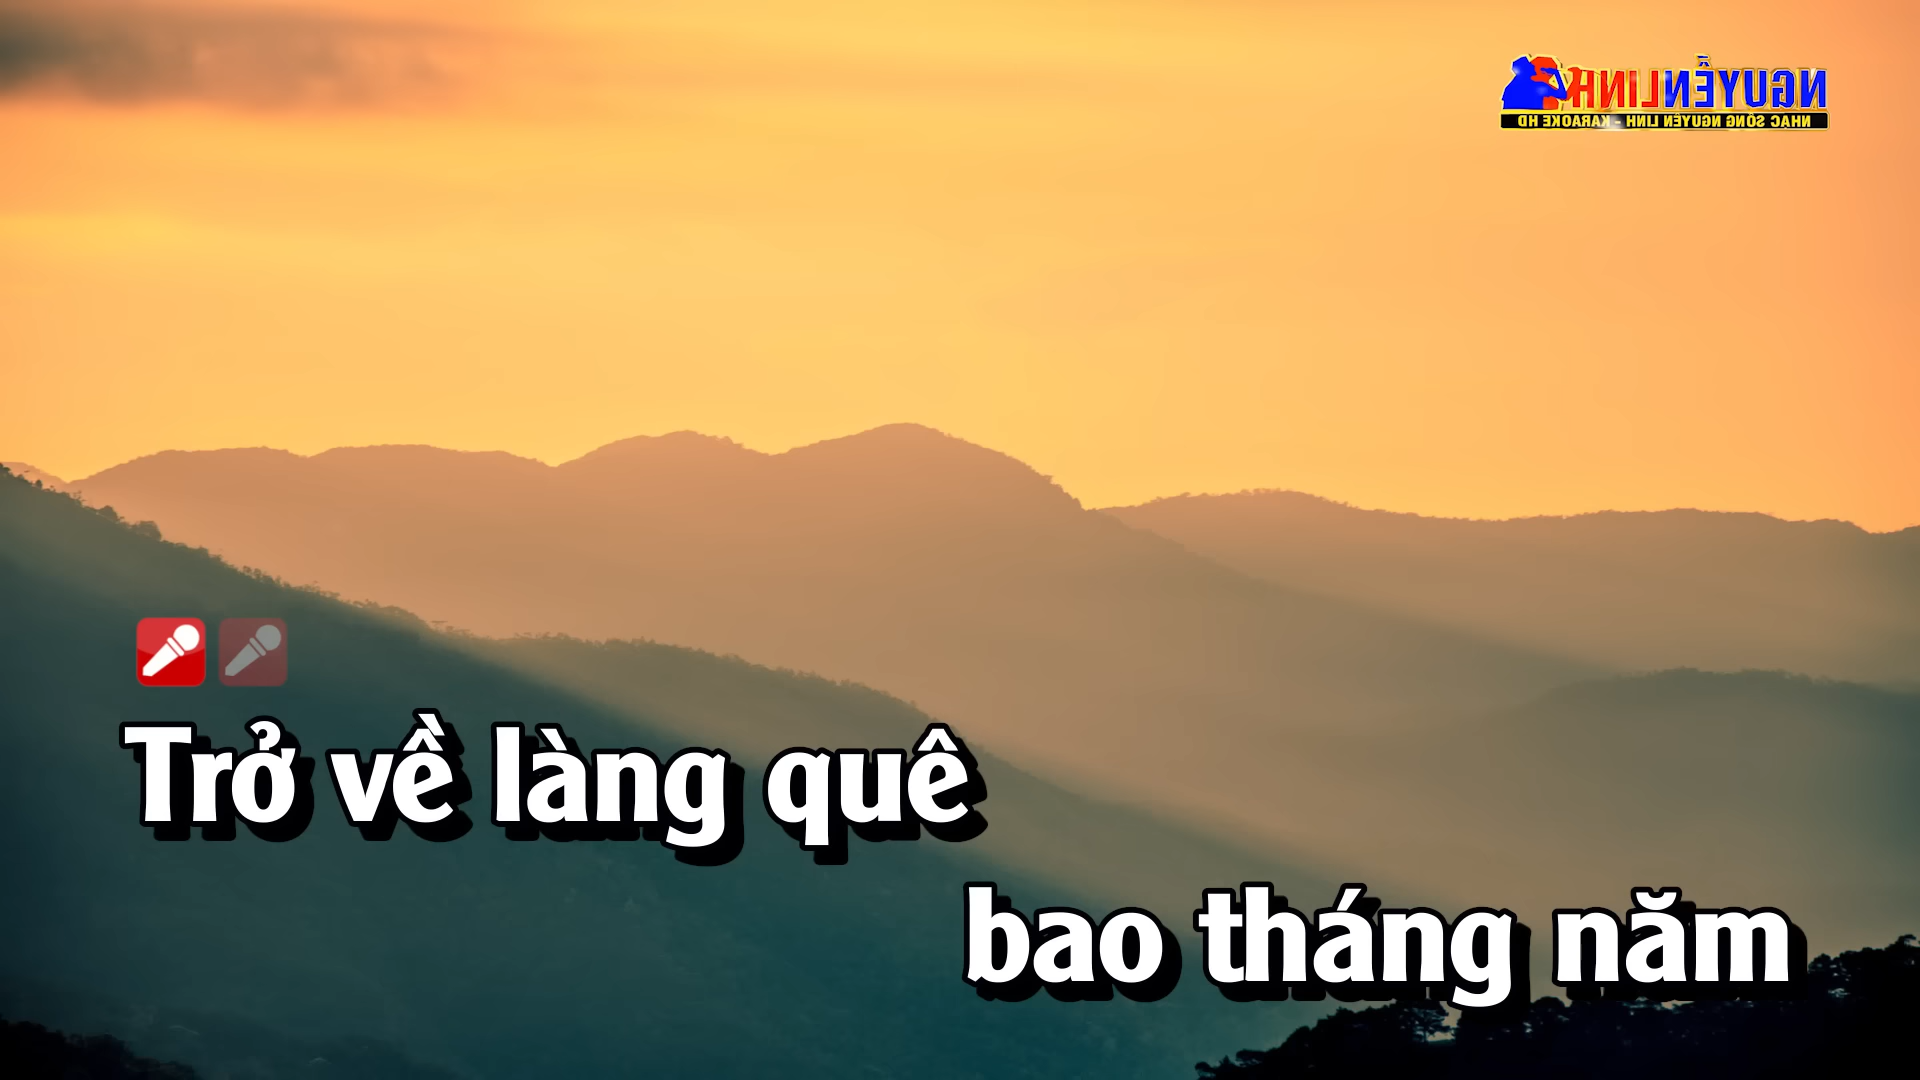 NGUYỄN LINH
NHẠC SỐNG NGUYỄN LINH - KARAOKE HD
Trở về làng quê
bao tháng năm